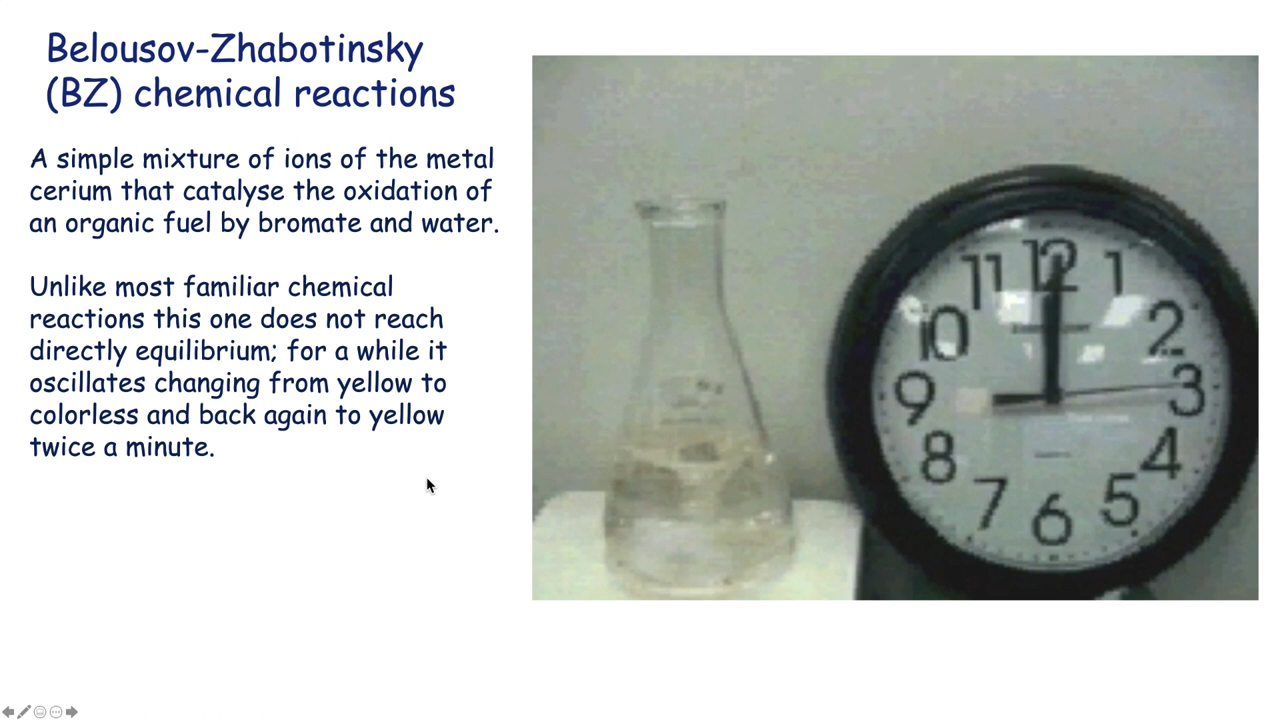 Belousov-Zhabotinsky
(BZ) chemical reactions
A simple mixture of ions of the metal
cerium that catalyse the oxidation of
an organic fuel by bromate and water.
Unlike most familiar chemical
reactions this one does not reach
directly equilibrium; for a while it
oscillates changing from yellow to
colorless and back again to yellow
twice a minute.
12
1
2
3
4
5
6
7
8
9
10
11